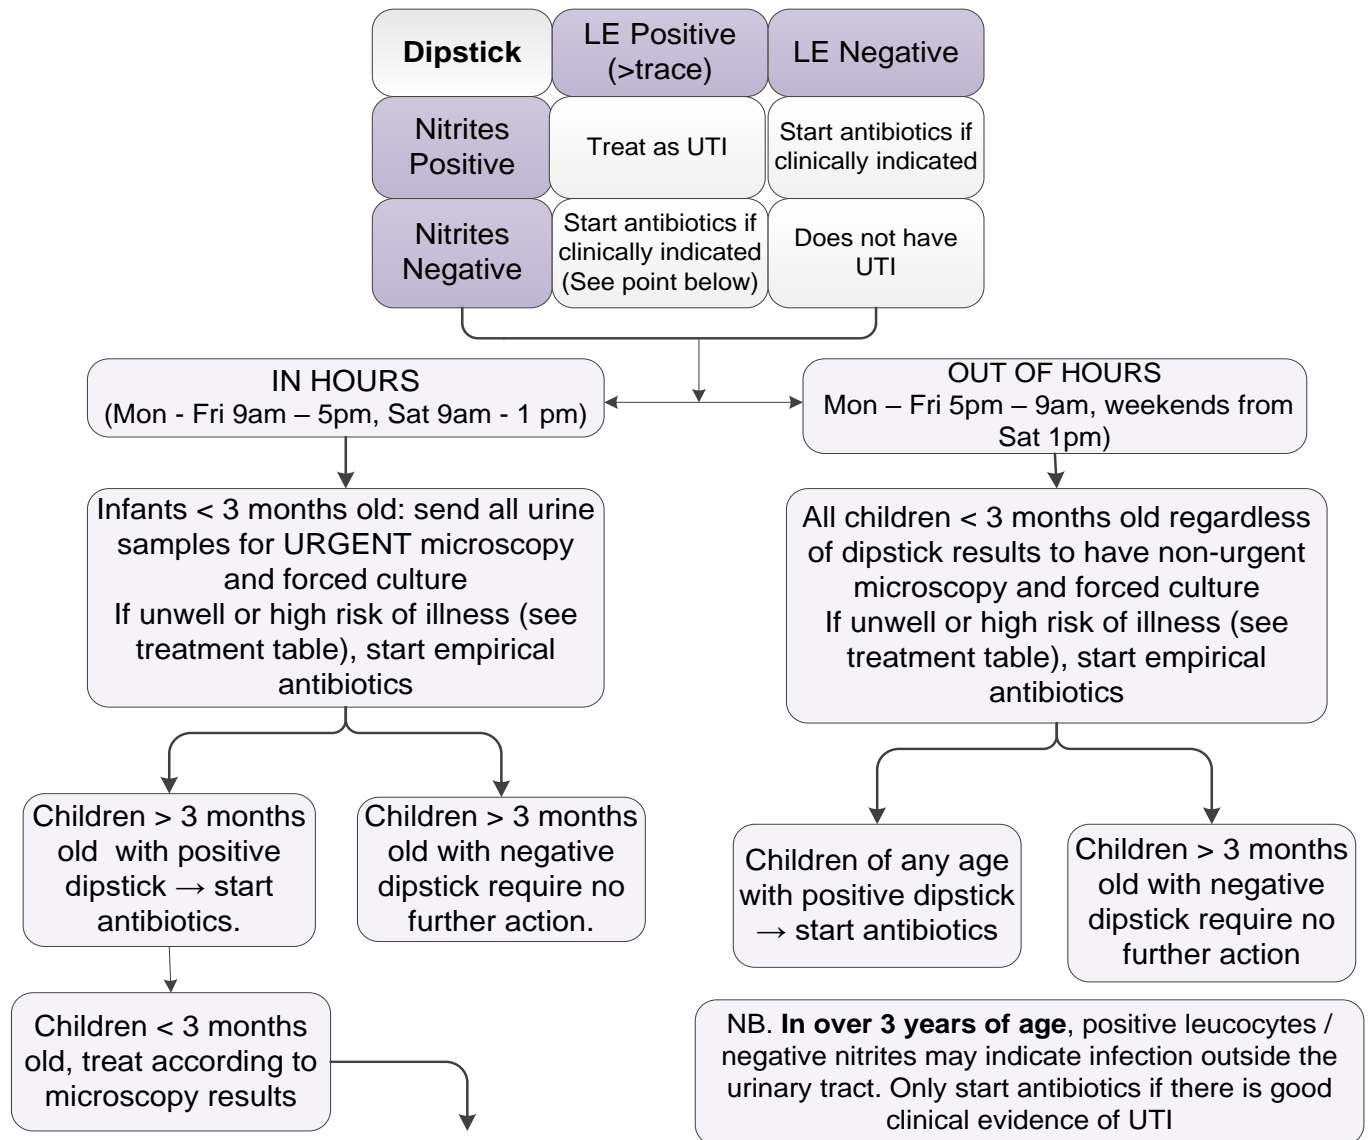 Dipstick
LE Positive
(>trace)
LE Negative
Nitrites
Positive
Treat as UTI
Start antibiotics if
clinically indicated
Nitrites
Negative
Start antibiotics if
clinically indicated
(See point below)
Does not have
UTI
IN HOURS
(Mon - Fri 9am – 5pm, Sat 9am - 1 pm)
OUT OF HOURS
Mon – Fri 5pm – 9am, weekends from
Sat 1pm)
Infants < 3 months old: send all urine
samples for URGENT microscopy
and forced culture
If unwell or high risk of illness (see
treatment table), start empirical
antibiotics
All children < 3 months old regardless
of dipstick results to have non-urgent
microscopy and forced culture
If unwell or high risk of illness (see
treatment table), start empirical
antibiotics
Children > 3 months
old with positive
dipstick → start
antibiotics.
Children > 3 months
old with negative
dipstick require no
further action.
Children of any age
with positive dipstick
→ start antibiotics
Children > 3 months
old with negative
dipstick require no
further action
Children < 3 months
old, treat according to
microscopy results
NB. In over 3 years of age, positive leucocytes /
negative nitrites may indicate infection outside the
urinary tract. Only start antibiotics if there is good
clinical evidence of UTI